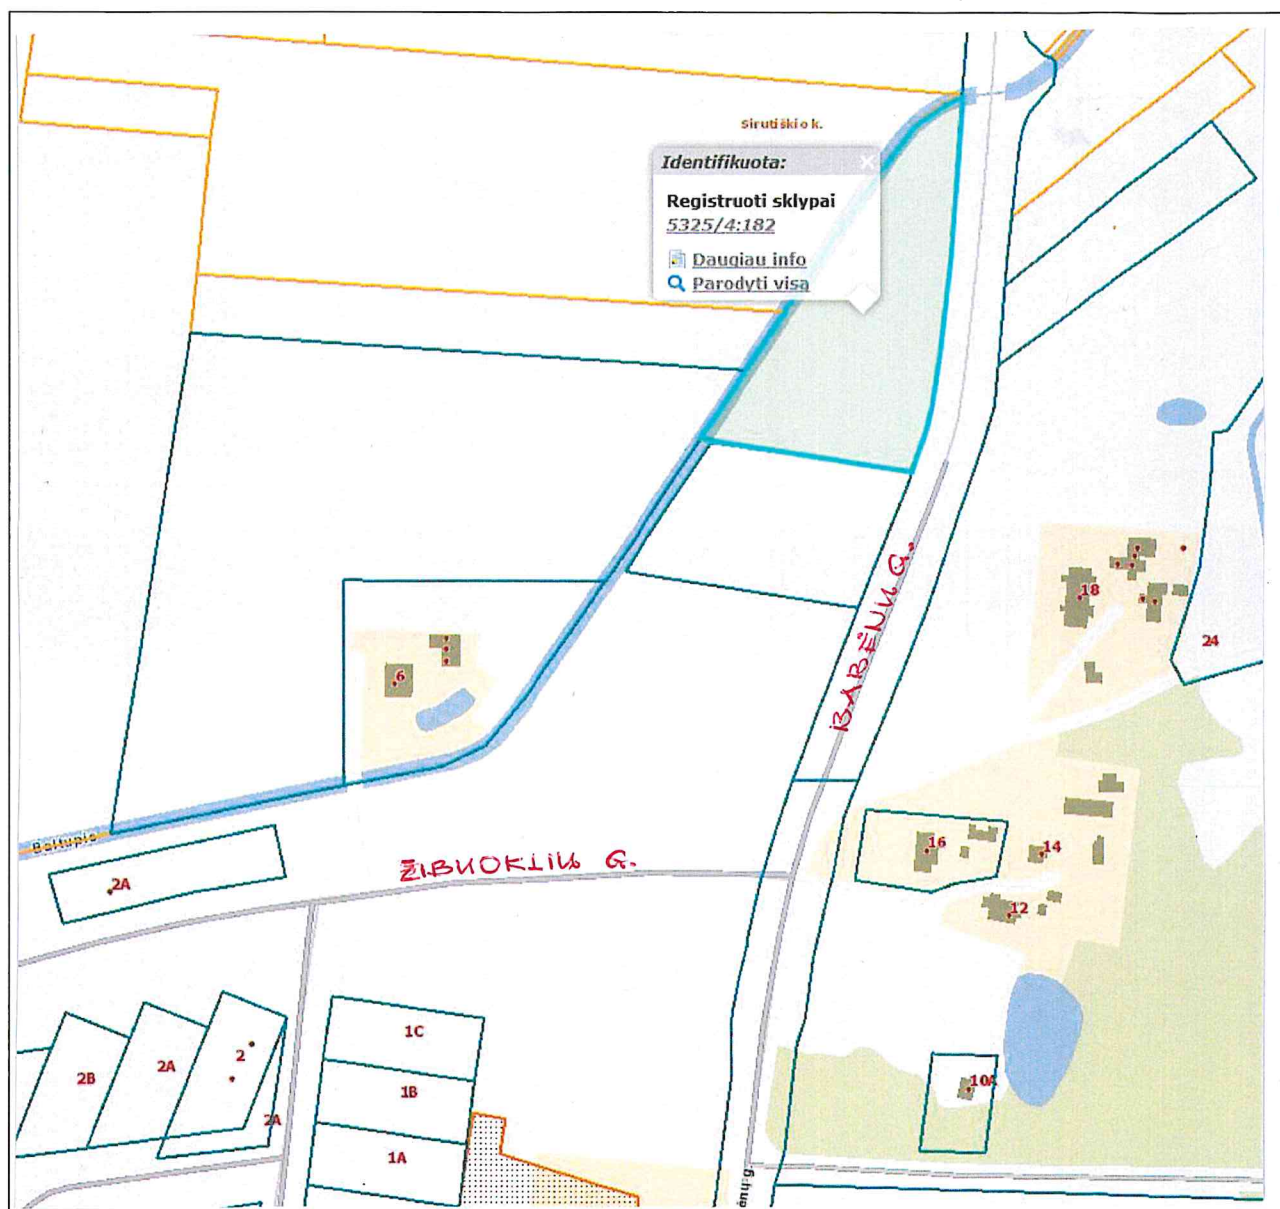 Sirutiškio k.
Identifikuota:
Registruoti sklypai
5325/4:182
Daugiau info
Parodyti visą
BABĖNŲ G.
18
24
6
16
14
12
ŽIBUOKLIŲ G.
2A
1C
2
2A
2B
10A
1B
2A
1A